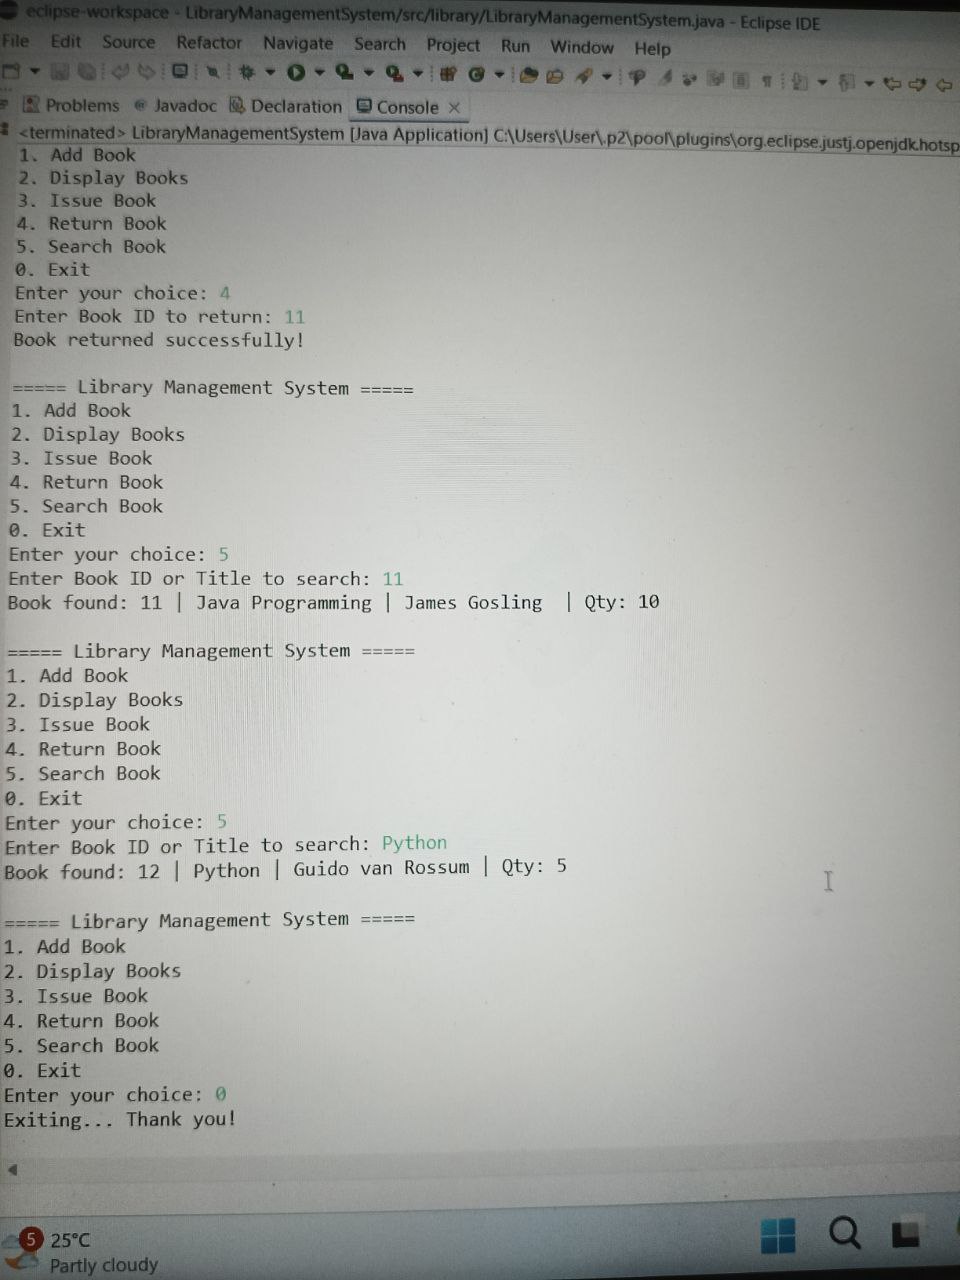 eclipse-workspace - LibraryManagementSystem/src/library/LibraryManagementSystem.java - Eclipse IDE
File Edit Source Refactor Navigate Search Project Run Window Help
Problems Javadoc Declaration Console
<terminated> LibraryManagementSystem [Java Application] C:\Users\User\.p2\pool\plugins\org.eclipse.justj.openjdk.hotsp
1. Add Book
2. Display Books
3. Issue Book
4. Return Book
5. Search Book
0. Exit
Enter your choice: 4
Enter Book ID to return: 11
Book returned successfully!
===== Library Management System =====
1. Add Book
2. Display Books
3. Issue Book
4. Return Book
5. Search Book
0. Exit
Enter your choice: 5
Enter Book ID or Title to search: 11
Book found: 11 | Java Programming | James Gosling  | Qty: 10
===== Library Management System =====
1. Add Book
2. Display Books
3. Issue Book
4. Return Book
5. Search Book
0. Exit
Enter your choice: 5
Enter Book ID or Title to search: Python
Book found: 12 | Python | Guido van Rossum | Qty: 5
===== Library Management System =====
1. Add Book
2. Display Books
3. Issue Book
4. Return Book
5. Search Book
0. Exit
Enter your choice: 0
Exiting... Thank you!
5 25°C
Partly cloudy